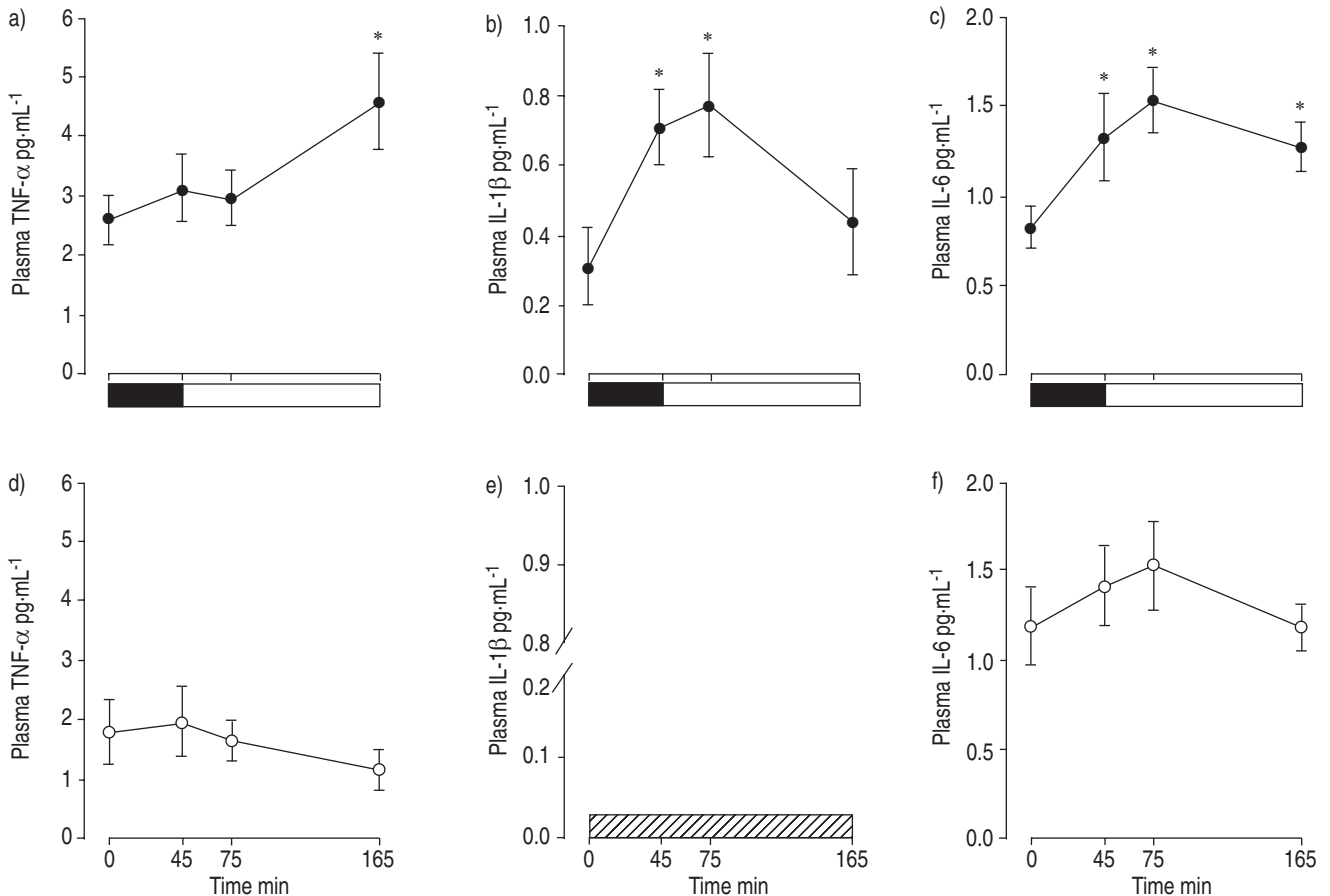 a)
6
5
4
3
2
1
0
Plasma TNF-α pg·mL-1
*
b)
1.0
0.8
0.6
0.4
0.2
0.0
Plasma IL-1β pg·mL-1
*
*
c)
2.0
1.5
1.0
0.5
0.0
Plasma IL-6 pg·mL-1
*
*
*
d)
6
5
4
3
2
1
0
Plasma TNF-α pg·mL-1
0 45 75 165
Time min
e)
1.0
0.9
0.8
0.2
0.1
0.0
Plasma IL-1β pg·mL-1
0 45 75 165
Time min
f)
2.0
1.5
1.0
0.5
0.0
Plasma IL-6 pg·mL-1
0 45 75 165
Time min